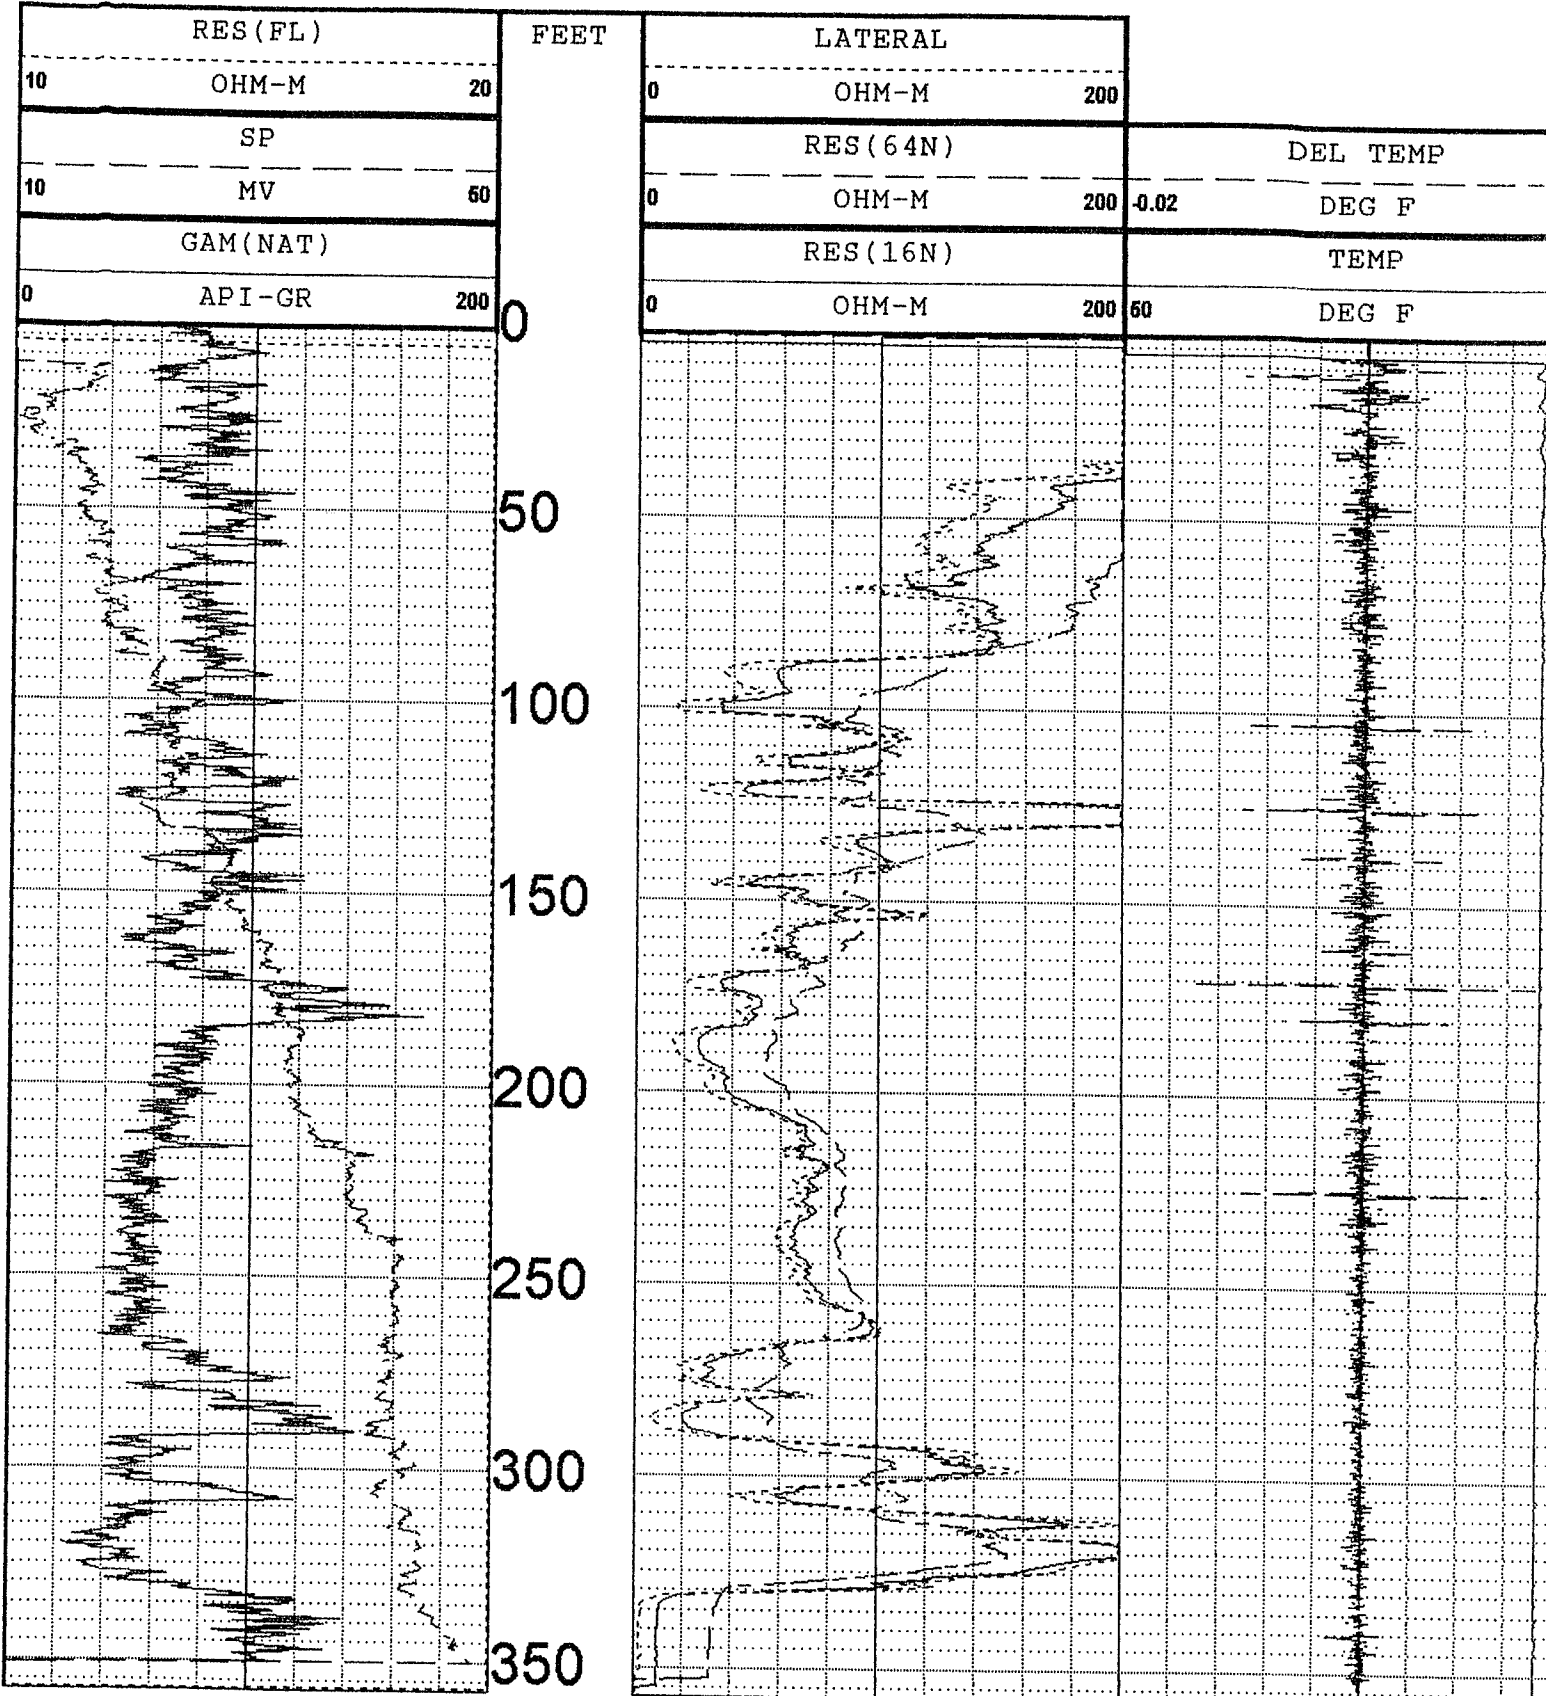 RES(FL)
10 OHM-M 20
SP
10 MV 60
GAM(NAT)
0 API-GR 200
FEET
LATERAL
0 OHM-M 200
RES(64N)
0 OHM-M 200
RES(16N)
0 OHM-M 200
DEL TEMP
-0.02 DEG F
TEMP
60 DEG F
0
50
100
150
200
250
300
350